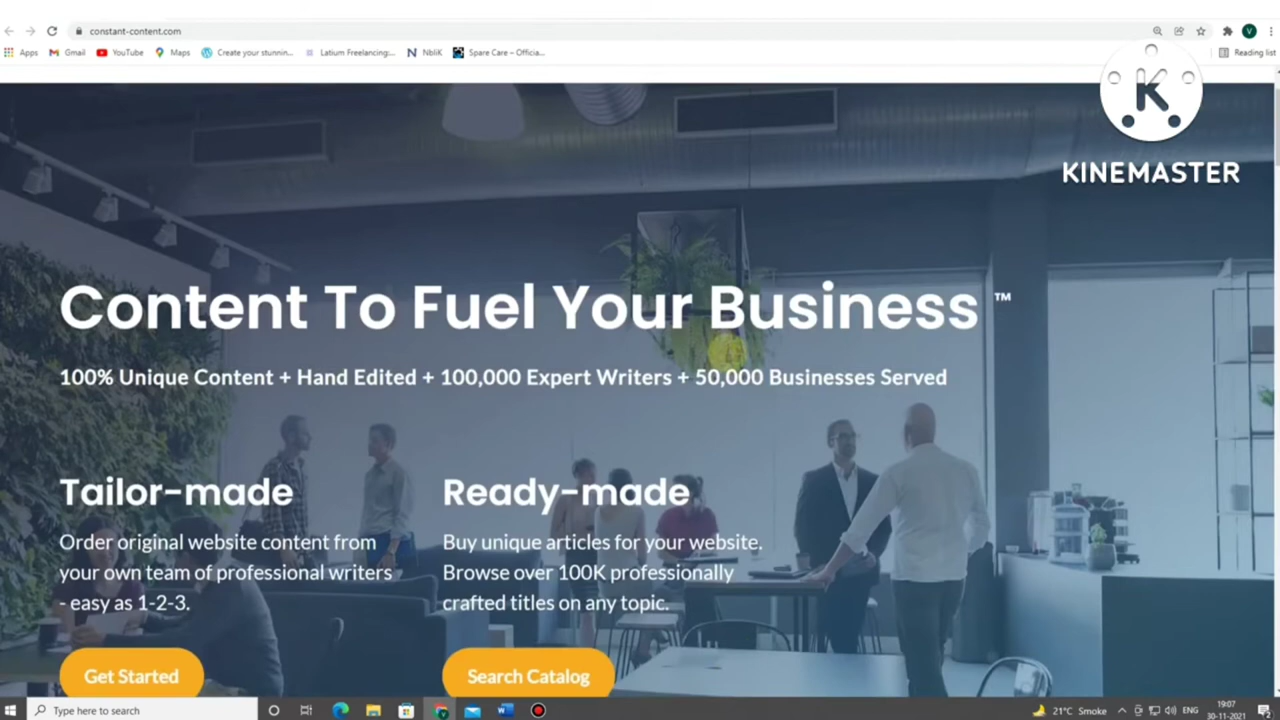 constant-content.com
V
Apps
Gmail
YouTube
Maps
Create your stunnin...
Latium Freelancing:...
NbliK
Spare Care – Officia...
Reading list
K
KINEMASTER
Content To Fuel Your Business ™
100% Unique Content + Hand Edited + 100,000 Expert Writers + 50,000 Businesses Served
Tailor-made
Order original website content from
your own team of professional writers
- easy as 1-2-3.
Get Started
Ready-made
Buy unique articles for your website.
Browse over 100K professionally
crafted titles on any topic.
Search Catalog
Type here to search
21°C Smoke
ENG
19:07
30-11-2021